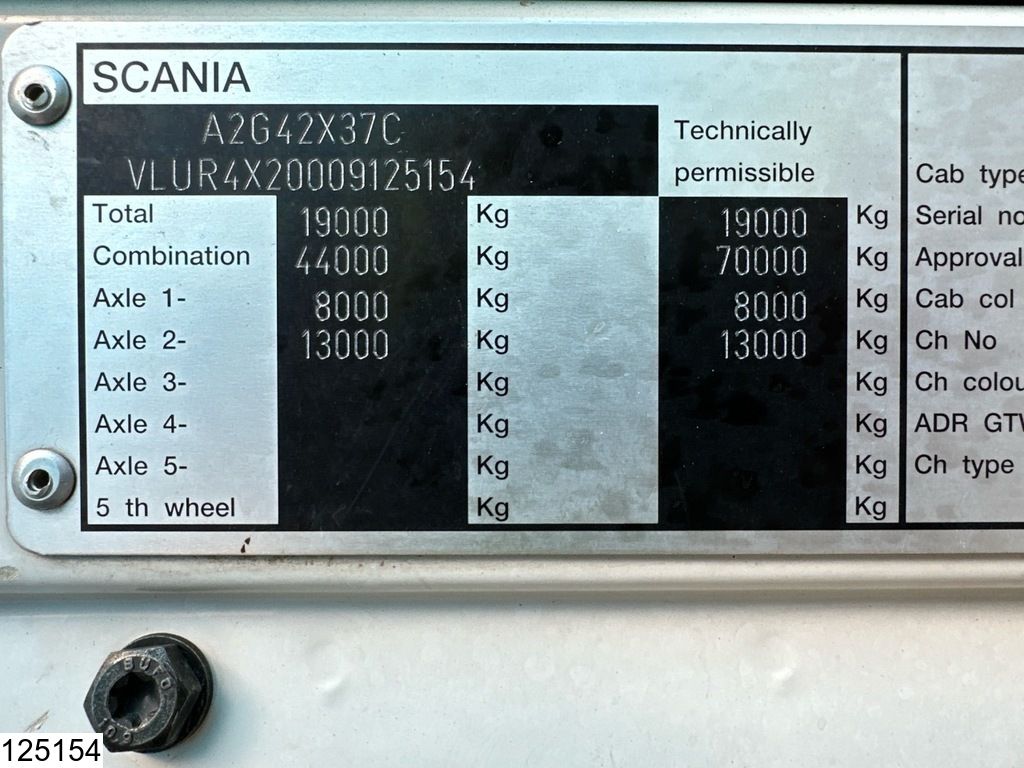 SCANIA
A2G42X37C
VLUR4X20009125154
Technically
permissible
Total 19000 Kg 19000 Kg
Combination 44000 Kg 70000 Kg
Axle 1- 8000 Kg 8000 Kg
Axle 2- 13000 Kg 13000 Kg
Axle 3- Kg Kg
Axle 4- Kg Kg
Axle 5- Kg Kg
5 th wheel Kg Kg
Cab type
Serial no
Approval
Cab col
Ch No
Ch colou
ADR GTW
Ch type
BUFO
10.9
125154